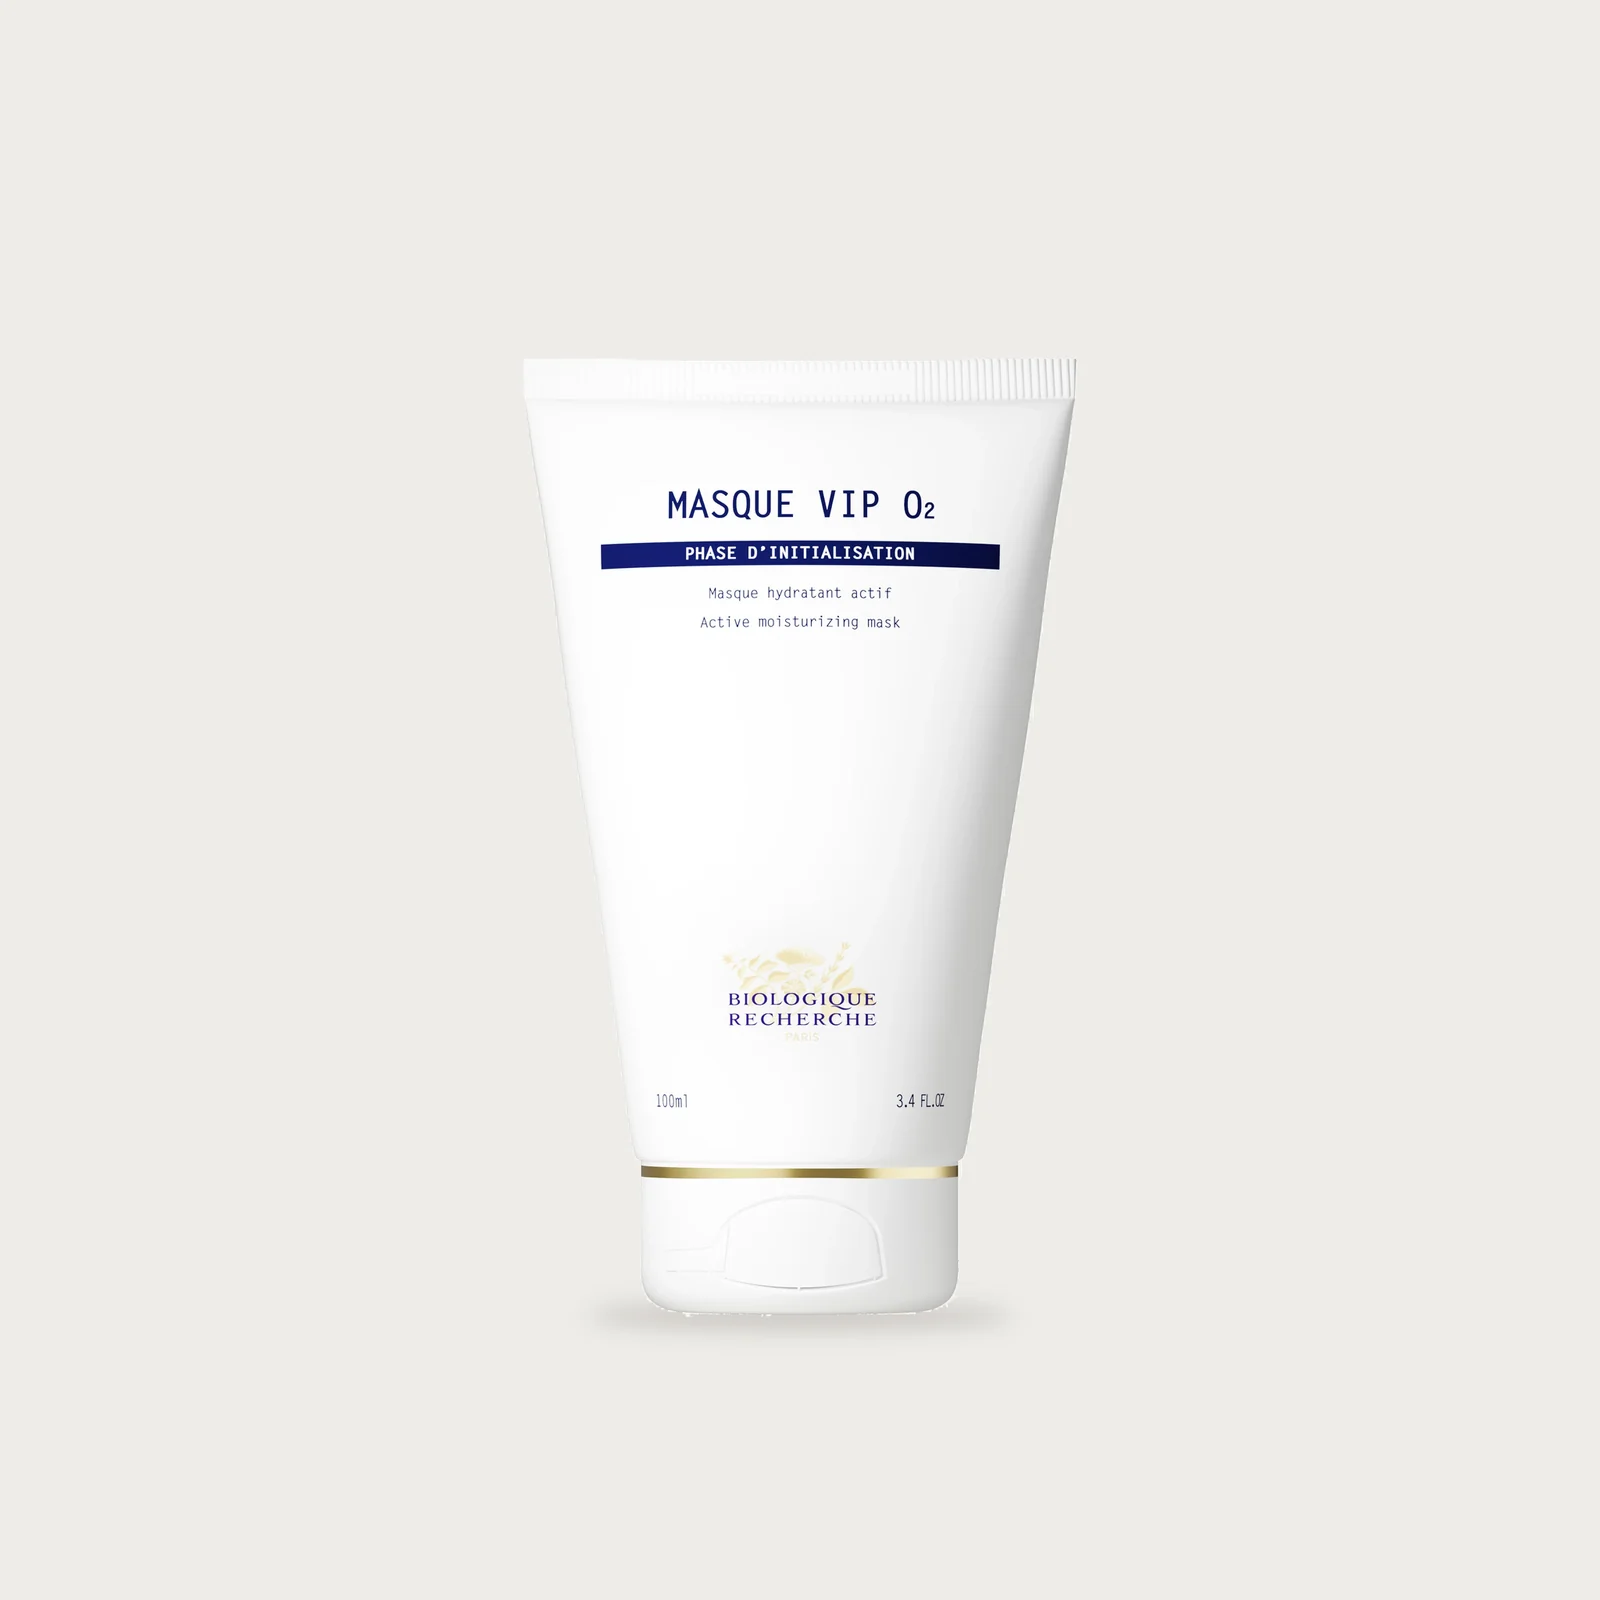 MASQUE VIP O₂
PHASE D'INITIALISATION
Masque hydratant actif
Active moisturizing mask
BIOLOGIQUE
RECHERCHE
PARIS
100ml 3.4 FL.OZ